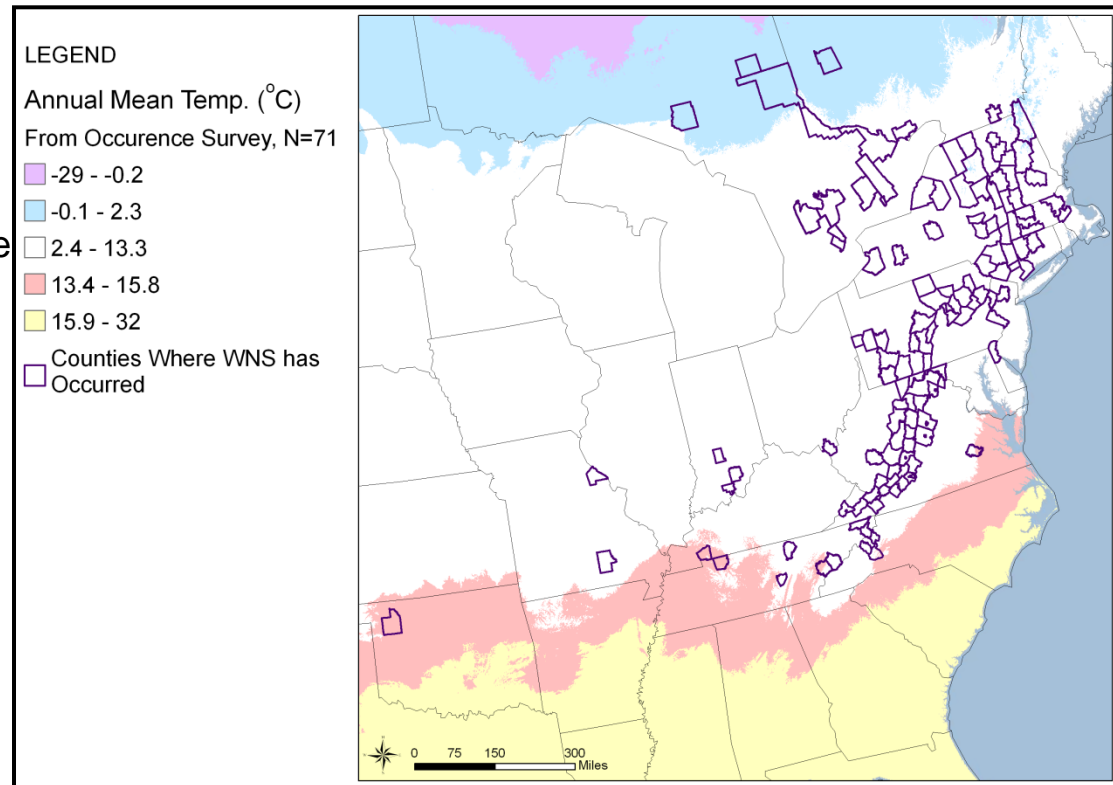 LEGEND
Annual Mean Temp. (°C)
From Occurence Survey, N=71
-29 - -0.2
-0.1 - 2.3
e
2.4 - 13.3
13.4 - 15.8
15.9 - 32
Counties Where WNS has
Occurred
0 75 150 300
Miles